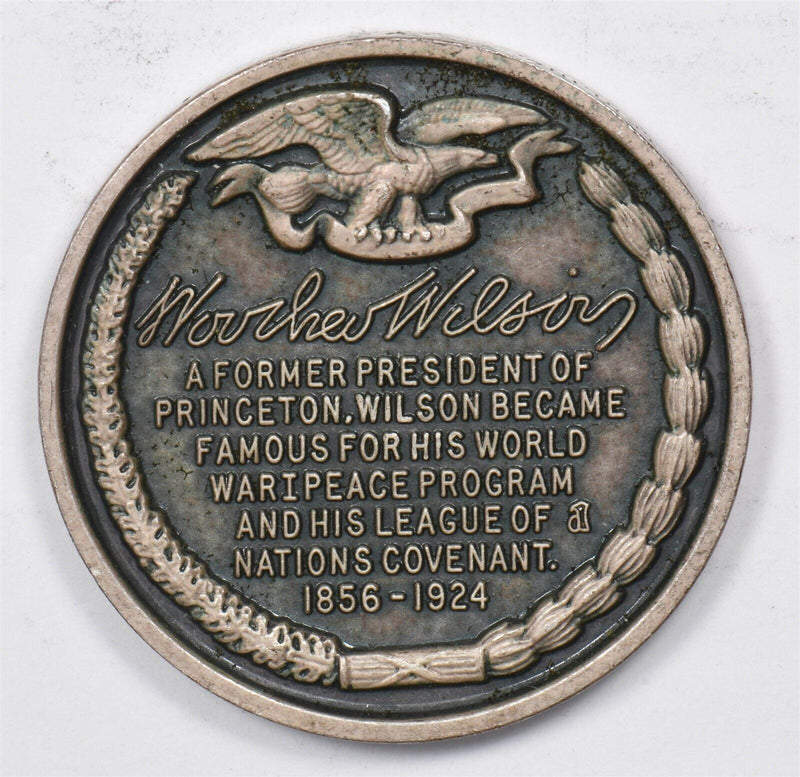 Woodrow Wilson
A FORMER PRESIDENT OF
PRINCETON, WILSON BECAME
FAMOUS FOR HIS WORLD
WAR I PEACE PROGRAM
AND HIS LEAGUE OF
NATIONS COVENANT.
1856-1924